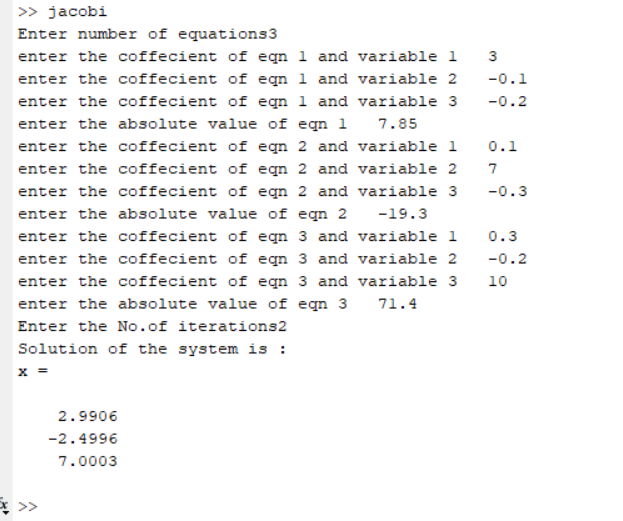 >> jacobi
Enter number of equations3
enter the coffecient of eqn 1 and variable 1   3
enter the coffecient of eqn 1 and variable 2   -0.1
enter the coffecient of eqn 1 and variable 3   -0.2
enter the absolute value of eqn 1   7.85
enter the coffecient of eqn 2 and variable 1   0.1
enter the coffecient of eqn 2 and variable 2   7
enter the coffecient of eqn 2 and variable 3   -0.3
enter the absolute value of eqn 2   -19.3
enter the coffecient of eqn 3 and variable 1   0.3
enter the coffecient of eqn 3 and variable 2   -0.2
enter the coffecient of eqn 3 and variable 3   10
enter the absolute value of eqn 3   71.4
Enter the No.of iterations2
Solution of the system is :
x =
2.9906
-2.4996
7.0003
>>